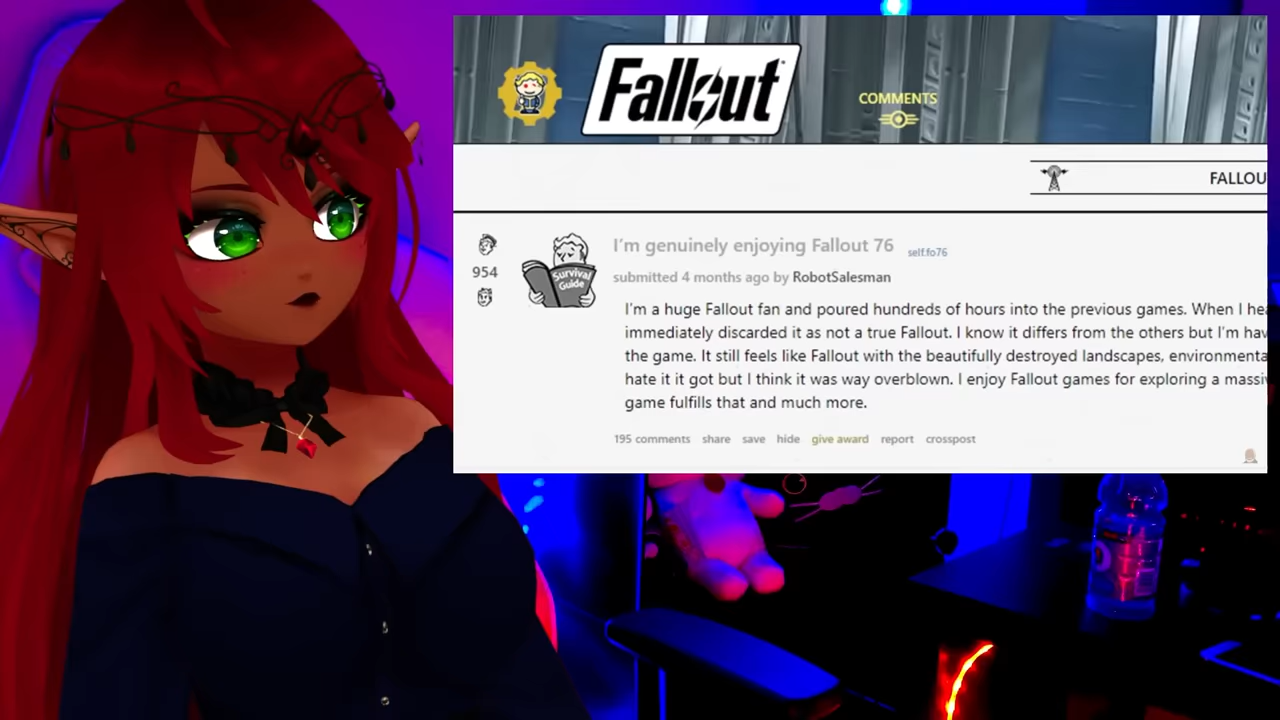 Fallout
COMMENTS
FALLOU
954
Survival
Guide
I'm genuinely enjoying Fallout 76 self.fo76
submitted 4 months ago by RobotSalesman
I'm a huge Fallout fan and poured hundreds of hours into the previous games. When I hea
immediately discarded it as not a true Fallout. I know it differs from the others but I'm hav
the game. It still feels like Fallout with the beautifully destroyed landscapes, environmenta
hate it it got but I think it was way overblown. I enjoy Fallout games for exploring a massiv
game fulfills that and much more.
195 comments share save hide give award report crosspost